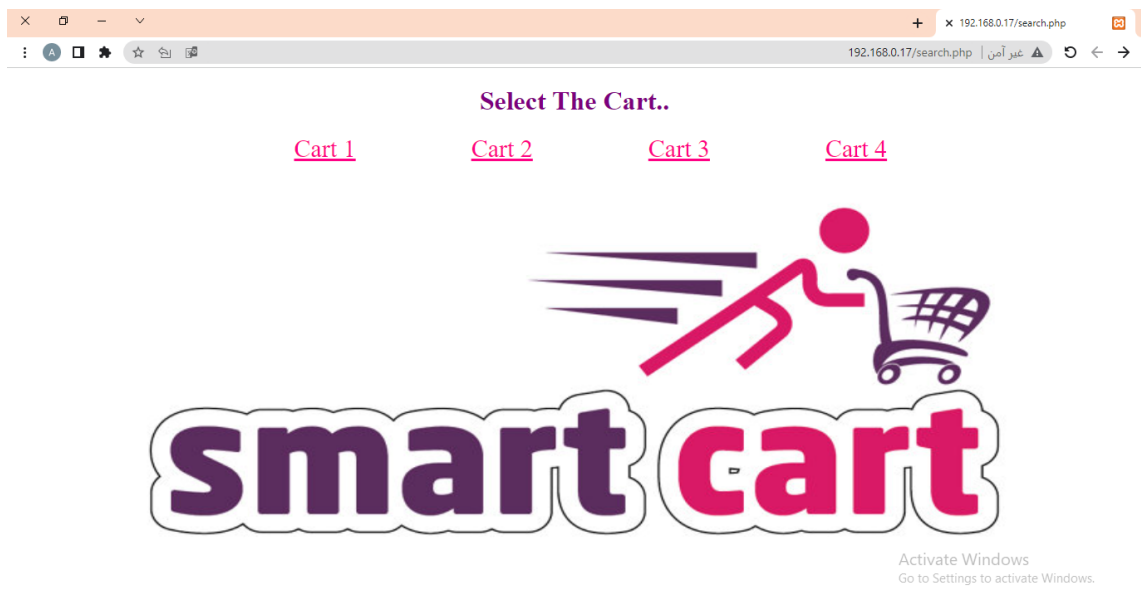 192.168.0.17/search.php
A
192.168.0.17/search.php | غير آمن
Select The Cart..
Cart 1 Cart 2 Cart 3 Cart 4
smart cart
Activate Windows
Go to Settings to activate Windows.